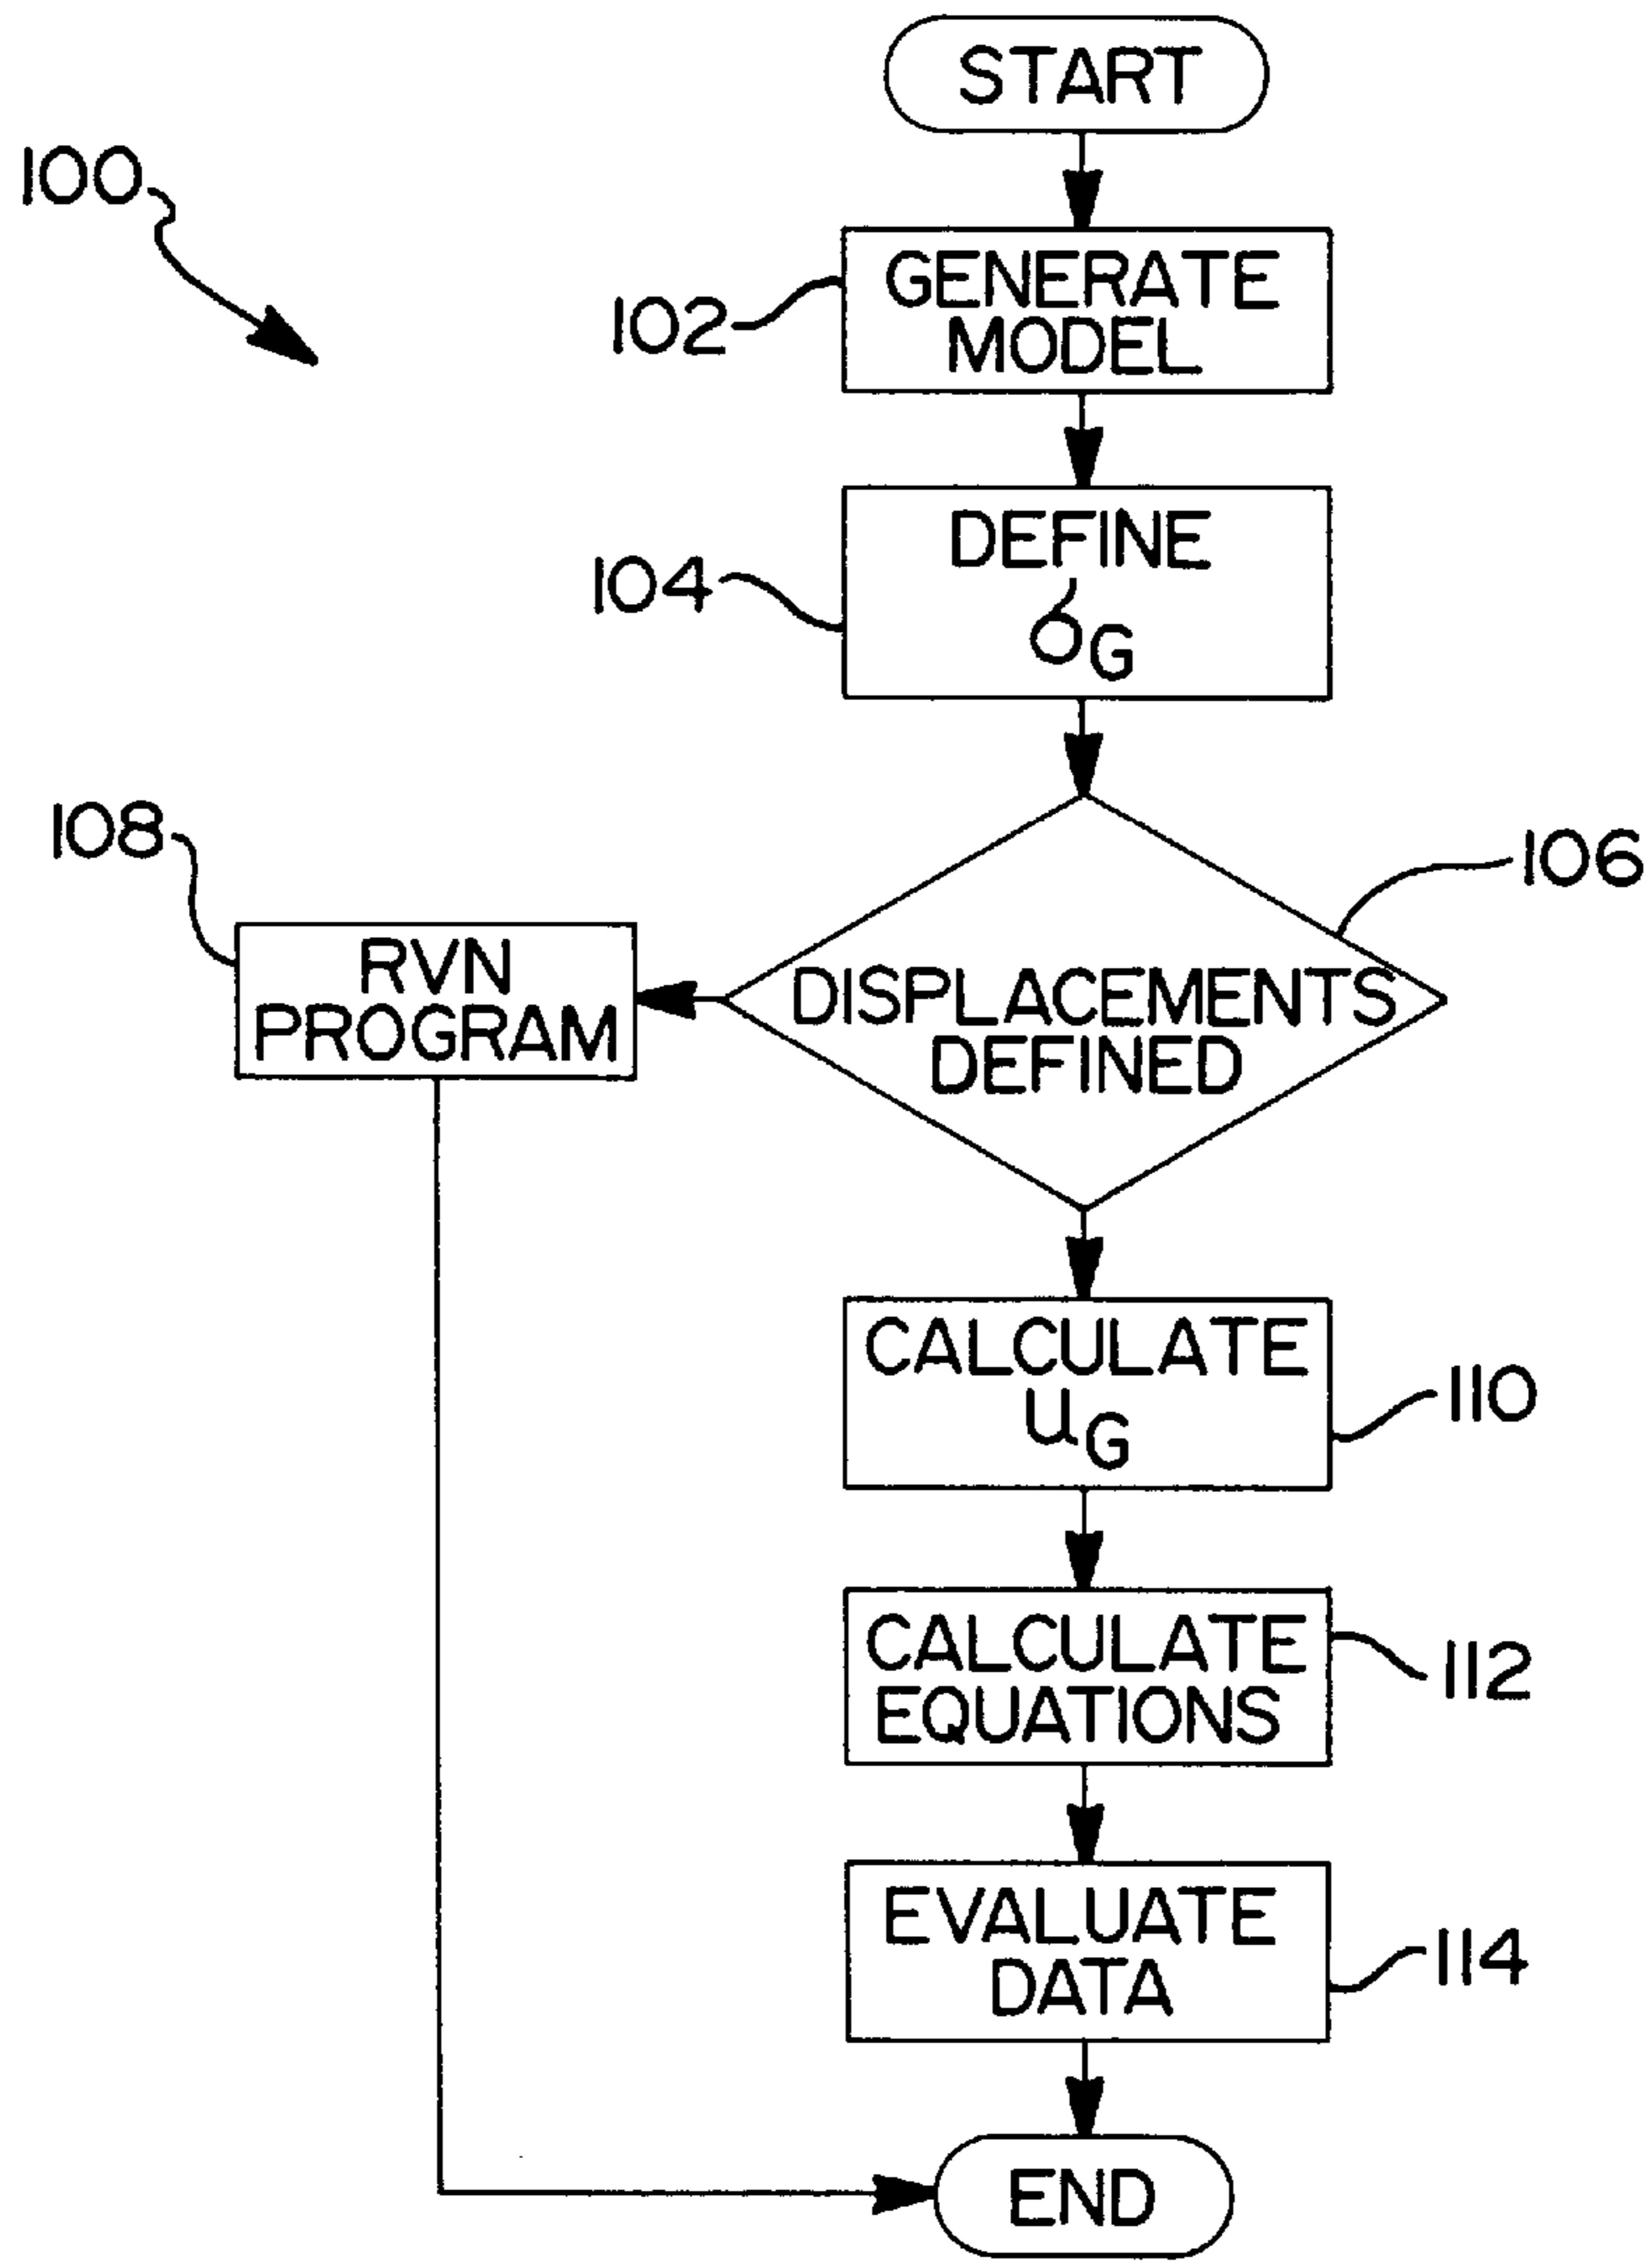 START
100
GENERATE
MODEL
102
DEFINE
δG
104
106
108
RVN
PROGRAM
DISPLACEMENTS
DEFINED
CALCULATE
uG
110
CALCULATE
EQUATIONS
112
EVALUATE
DATA
114
END